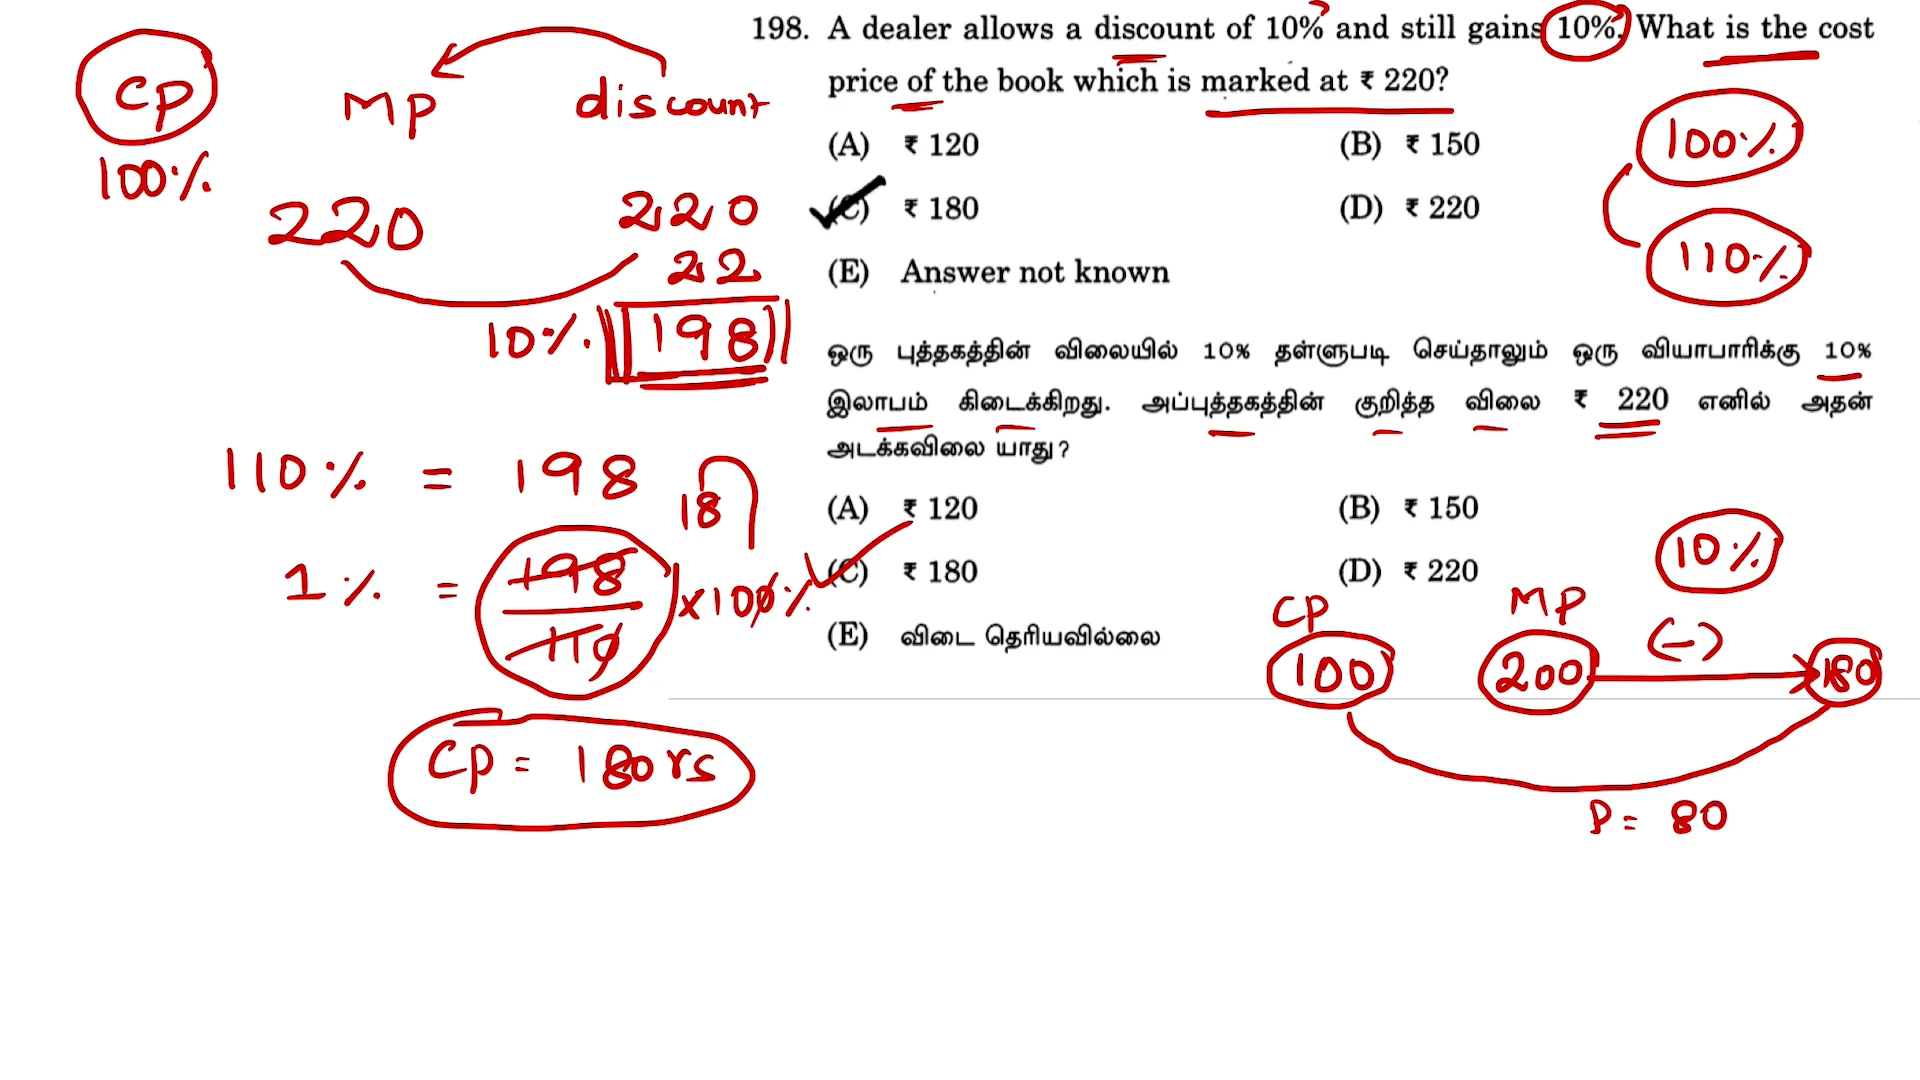 198. A dealer allows a discount of 10% and still gains 10%. What is the cost
price of the book which is marked at ₹ 220?
(A) ₹ 120
(B) ₹ 150
(C) ₹ 180
(D) ₹ 220
(E) Answer not known
ஒரு புத்தகத்தின் விலையில் 10% தள்ளுபடி செய்தாலும் ஒரு வியாபாரிக்கு 10%
இலாபம் கிடைக்கிறது. அப்புத்தகத்தின் குறித்த விலை ₹ 220 எனில் அதன்
அடக்கவிலை யாது?
(A) ₹ 120
(B) ₹ 150
(C) ₹ 180
(D) ₹ 220
(E) விடை தெரியவில்லை
CP MP discount
100%
220 220
22
10% 198
110% = 198
18
1% = 198/110 ×100%
CP = 180rs
100%
110%
10%
CP MP
100 200 (-) 180
P = 80